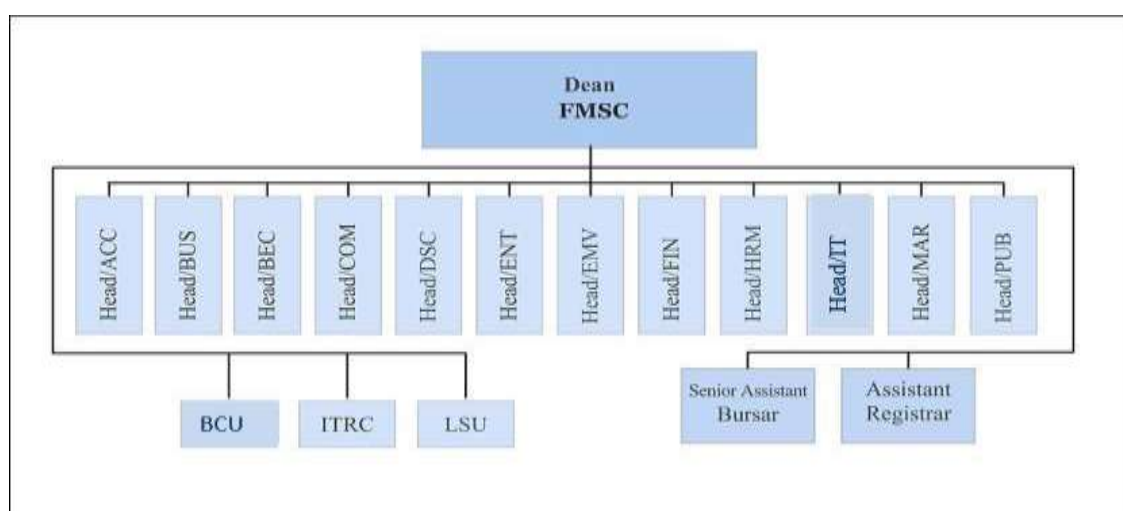 Dean
FMSC
Head/ACC
Head/BUS
Head/BEC
Head/COM
Head/DSC
Head/ENT
Head/EMV
Head/FIN
Head/HRM
Head/IT
Head/MAR
Head/PUB
BCU
ITRC
LSU
Senior Assistant
Bursar
Assistant
Registrar